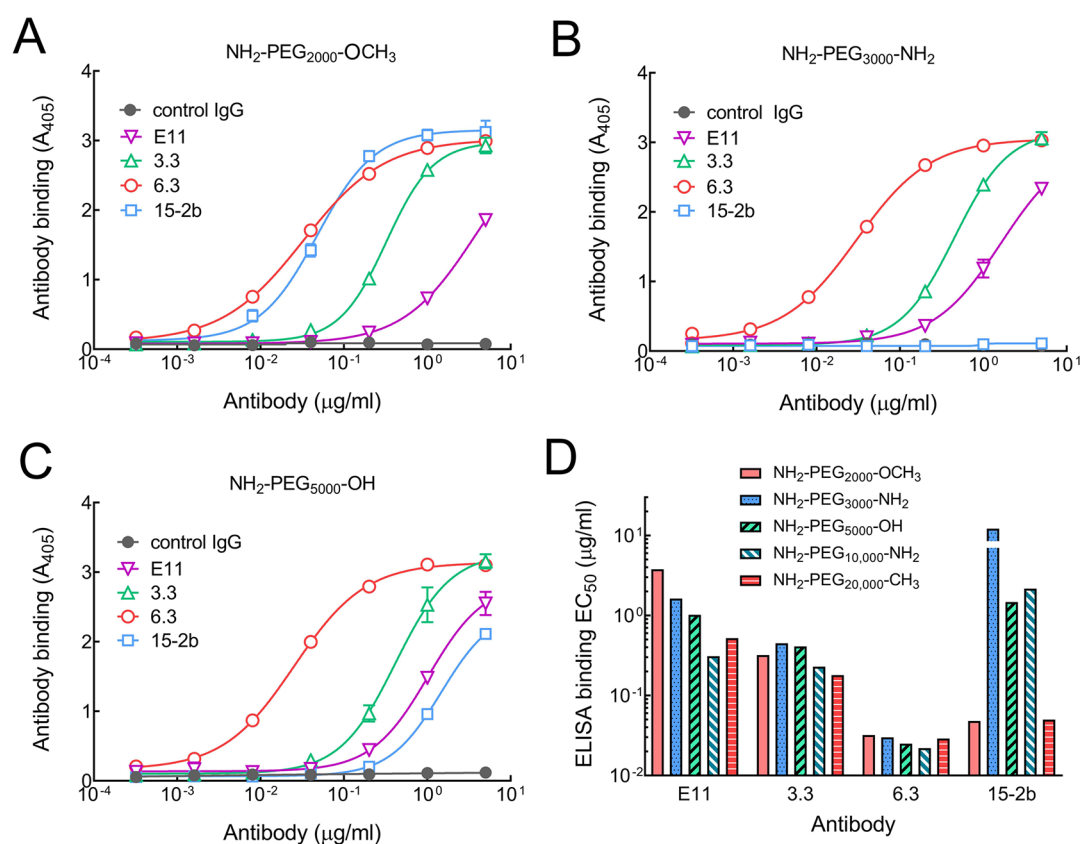 A
NH₂-PEG₂₀₀₀-OCH₃
Antibody binding (A₄₀₅)
4
3
2
1
0
control IgG
E11
3.3
6.3
15-2b
10⁻⁴
10⁻³
10⁻²
10⁻¹
10⁰
10¹
Antibody (μg/ml)
B
NH₂-PEG₃₀₀₀-NH₂
Antibody binding (A₄₀₅)
4
3
2
1
0
control IgG
E11
3.3
6.3
15-2b
10⁻⁴
10⁻³
10⁻²
10⁻¹
10⁰
10¹
Antibody (μg/ml)
C
NH₂-PEG₅₀₀₀-OH
Antibody binding (A₄₀₅)
4
3
2
1
0
control IgG
E11
3.3
6.3
15-2b
10⁻⁴
10⁻³
10⁻²
10⁻¹
10⁰
10¹
Antibody (μg/ml)
D
NH₂-PEG₂₀₀₀-OCH₃
NH₂-PEG₃₀₀₀-NH₂
NH₂-PEG₅₀₀₀-OH
NH₂-PEG₁₀,₀₀₀-NH₂
NH₂-PEG₂₀,₀₀₀-CH₃
ELISA binding EC₅₀ (μg/ml)
10¹
10⁰
10⁻¹
10⁻²
E11
3.3
6.3
15-2b
Antibody